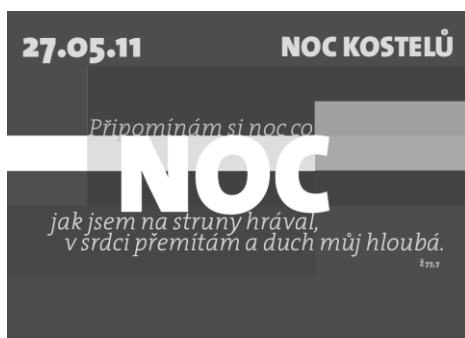 27.05.11 NOC KOSTELŮ
Připomínám si noc co
NOC
jak jsem na struny hrával,
v srdci přemítám a duch můj hloubá.
Ž 77,7